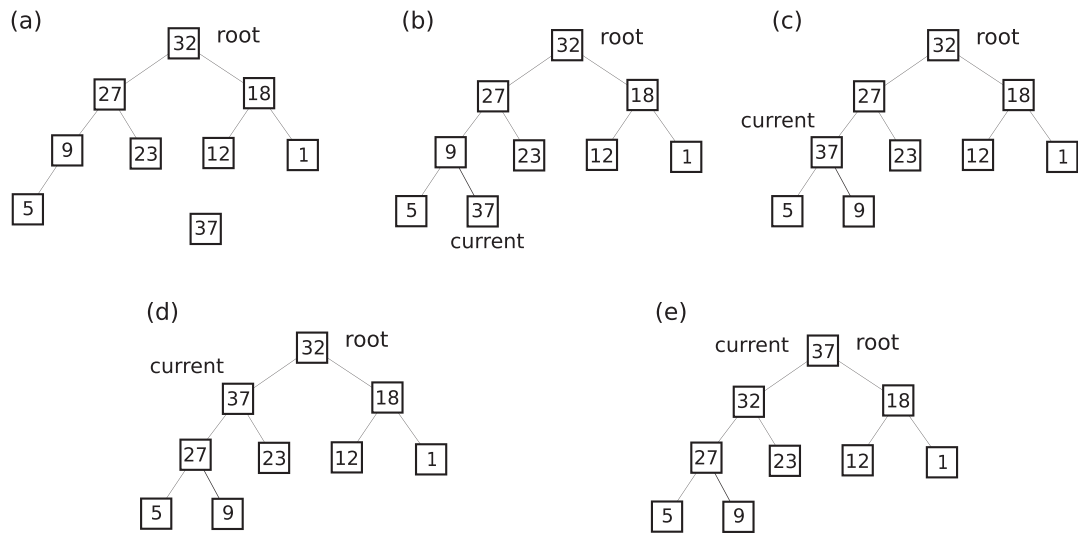 (a)
32 root
27 18
9 23 12 1
5
37
(b)
32 root
27 18
9 23 12 1
5 37
current
(c)
32 root
27 18
current
37 23 12 1
5 9
(d)
32 root
current
37 18
27 23 12 1
5 9
(e)
current 37 root
32 18
27 23 12 1
5 9